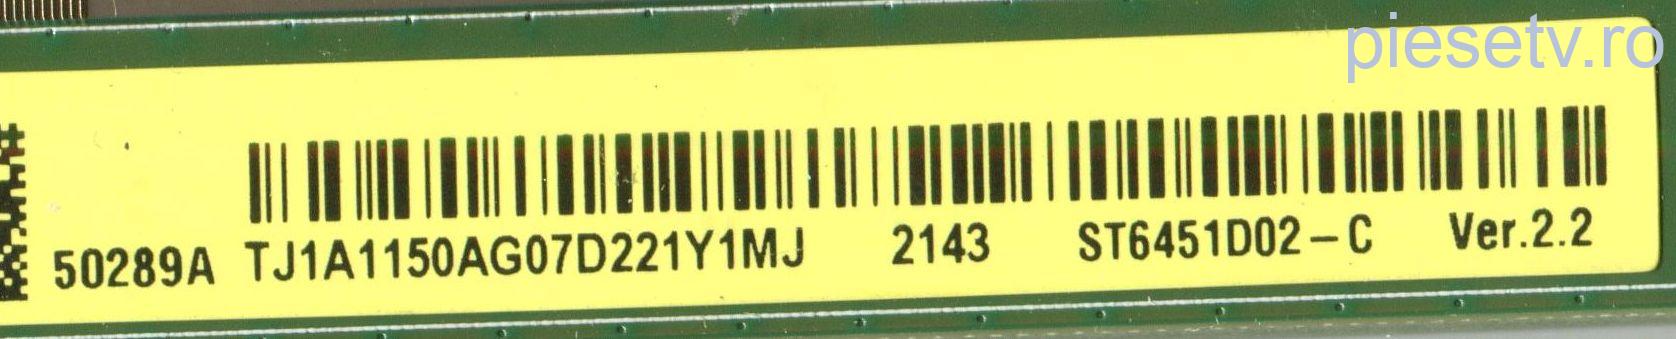 piesetv.ro
50289A TJ1A1150AG07D221Y1MJ 2143 ST6451D02-C Ver.2.2